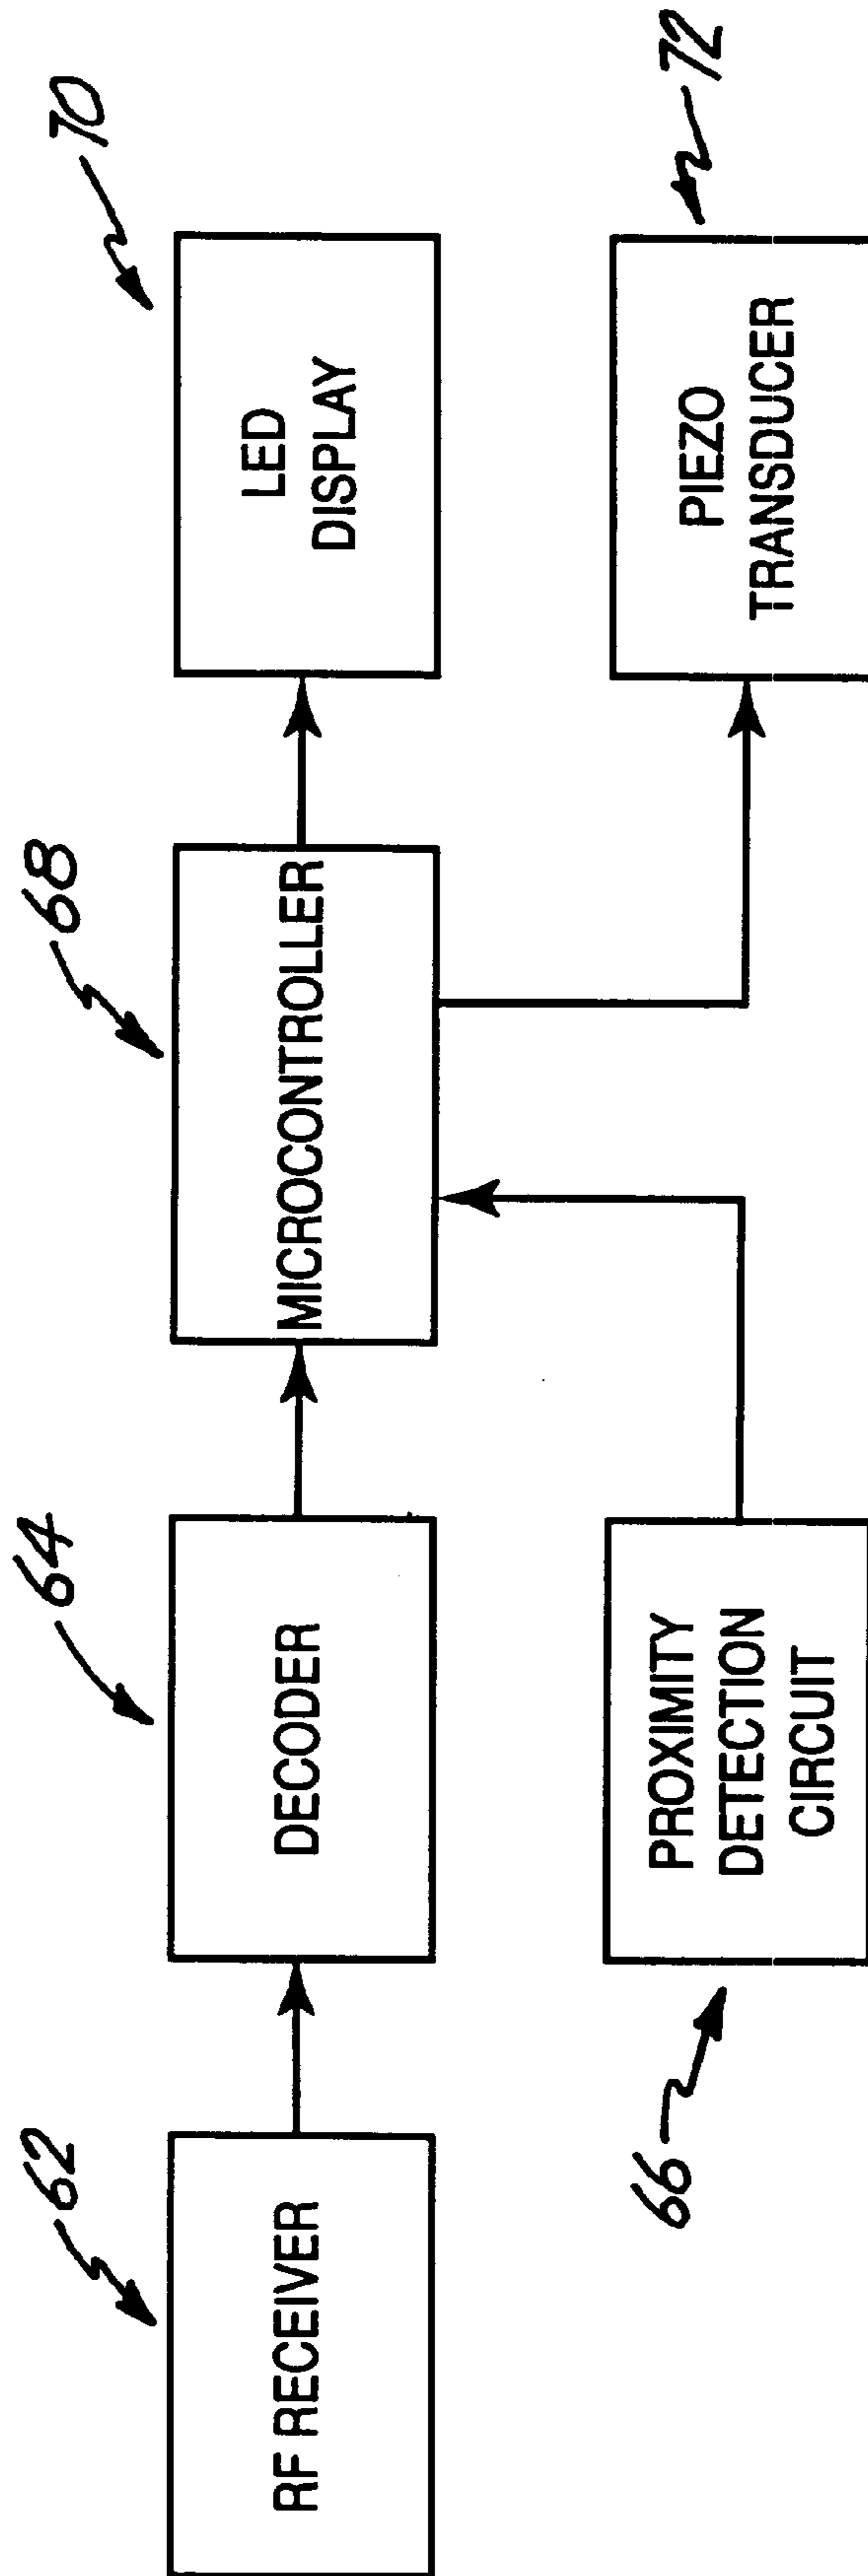 62
RF RECEIVER
64
DECODER
68
MICROCONTROLLER
70
LED
DISPLAY
66
PROXIMITY
DETECTION
CIRCUIT
72
PIEZO
TRANSDUCER